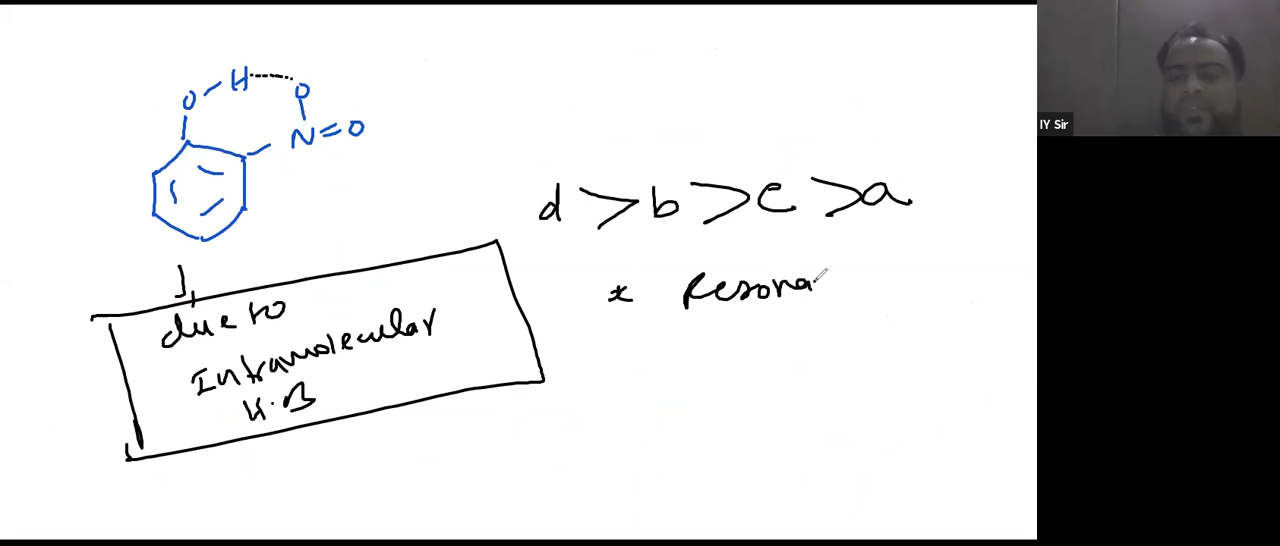 O - H ...... O
N = O
d > b > c > a
* Resona
due to
Intramolecular
H.B
IY Sir